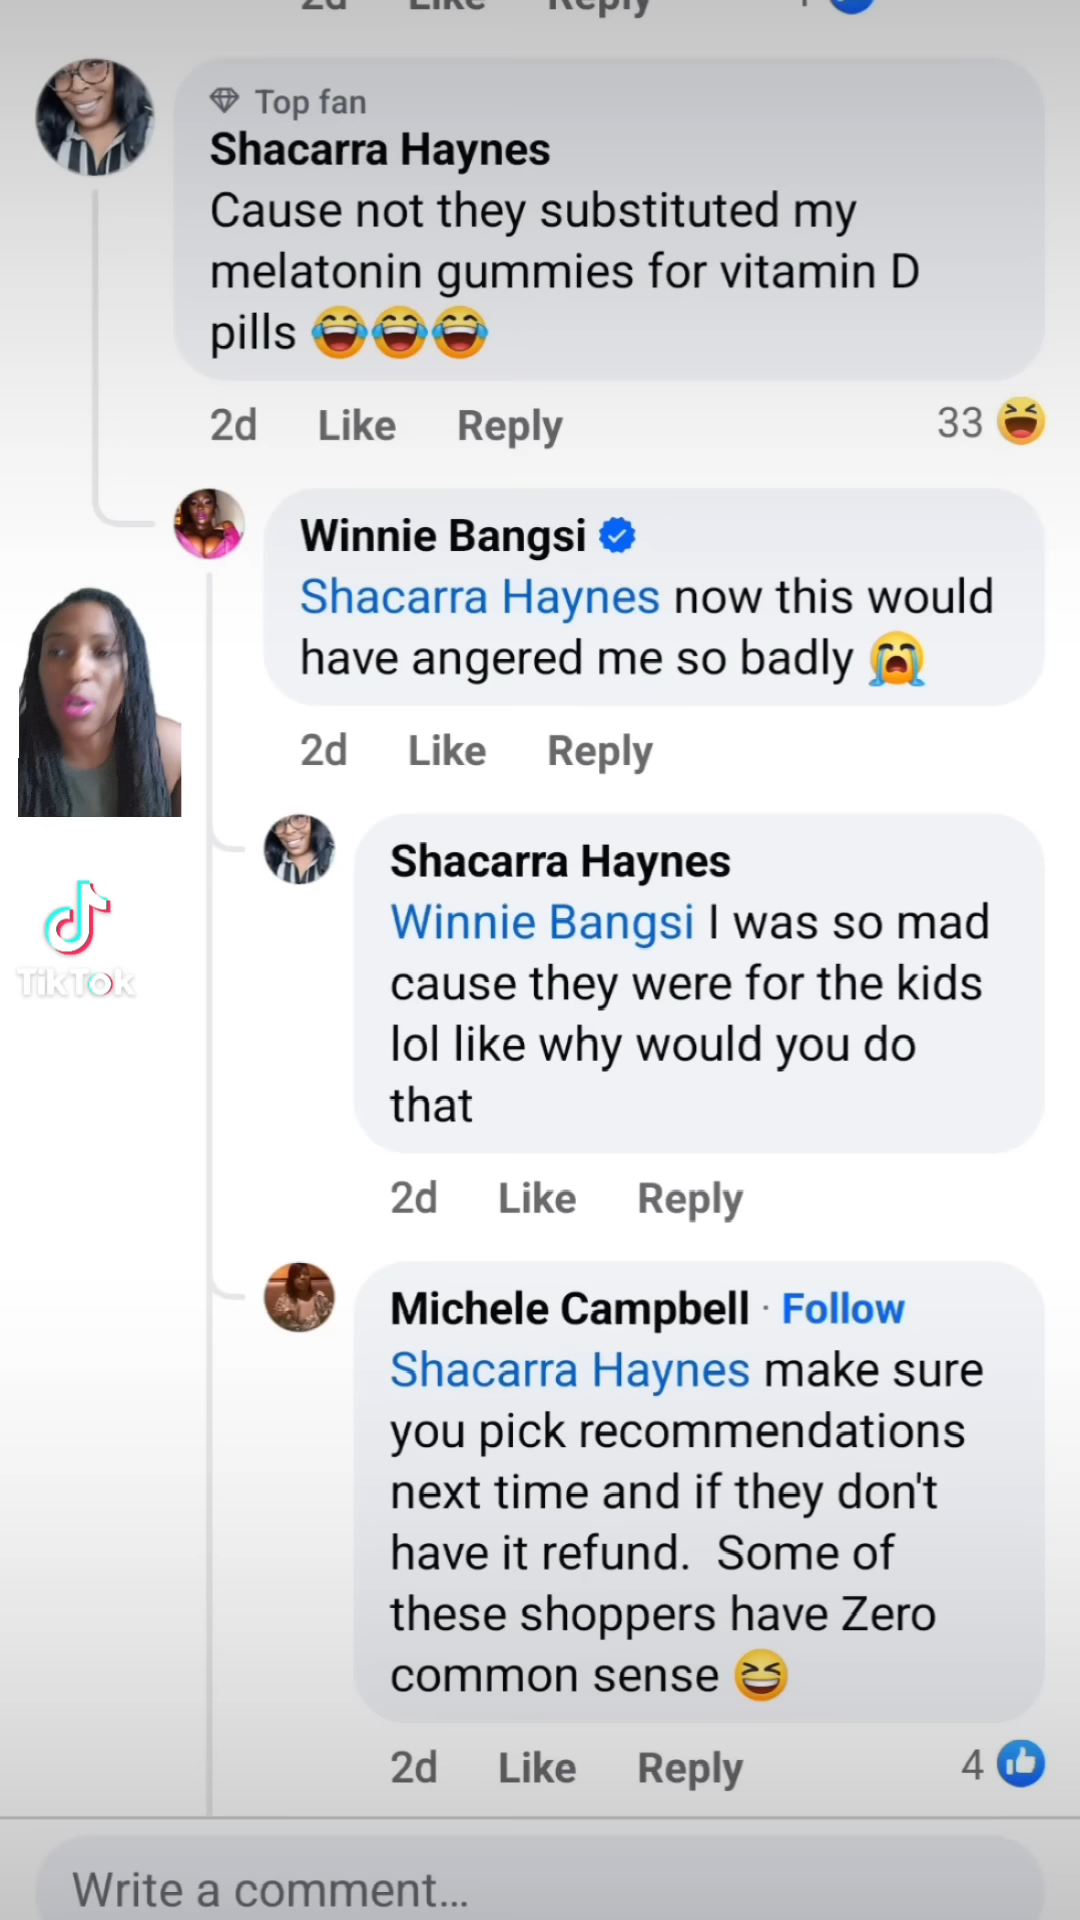 2d Like Reply
Top fan
Shacarra Haynes
Cause not they substituted my
melatonin gummies for vitamin D
pills 😂😂😂
2d Like Reply 33
Winnie Bangsi
Shacarra Haynes now this would
have angered me so badly 😭
2d Like Reply
Shacarra Haynes
Winnie Bangsi I was so mad
cause they were for the kids
lol like why would you do
that
2d Like Reply
TikTok
Michele Campbell · Follow
Shacarra Haynes make sure
you pick recommendations
next time and if they don't
have it refund.  Some of
these shoppers have Zero
common sense 😆
2d Like Reply 4
Write a comment...